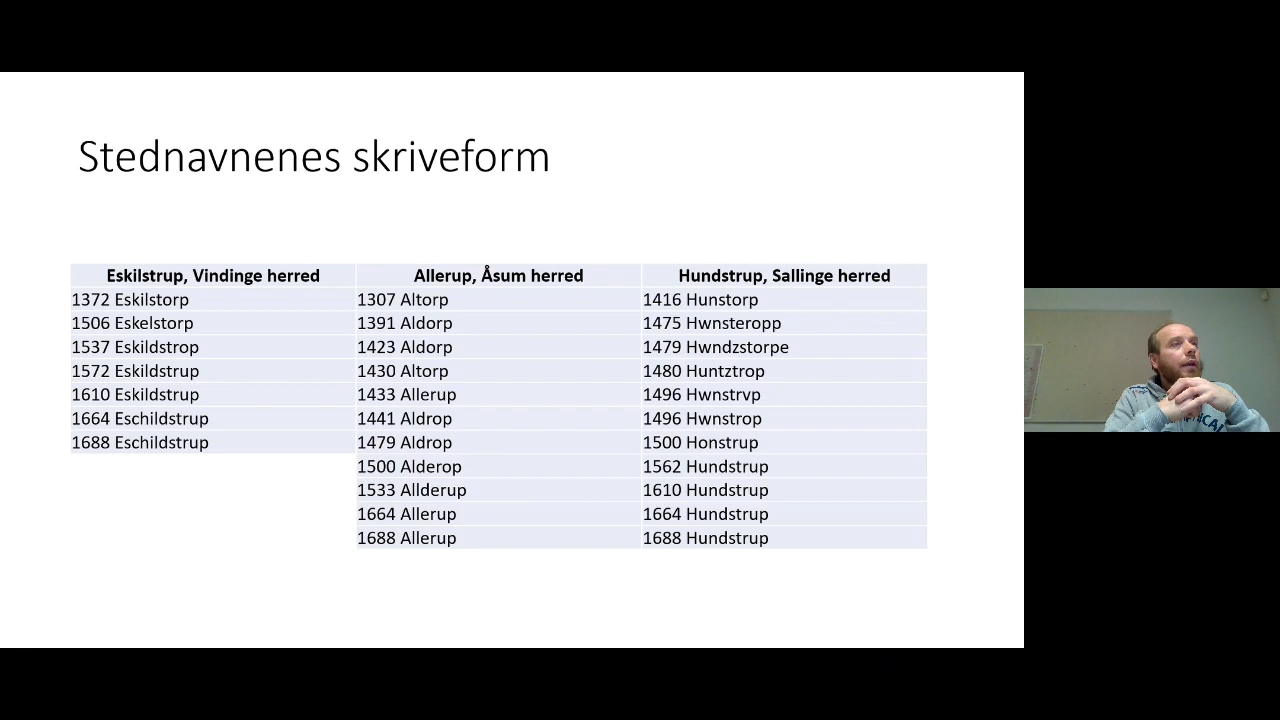 Stednavnenes skriveform
Eskilstrup, Vindinge herred Allerup, Åsum herred Hundstrup, Sallinge herred
1372 Eskilstorp 1307 Altorp 1416 Hunstorp
1506 Eskelstorp 1391 Aldorp 1475 Hwnsteropp
1537 Eskildstrop 1423 Aldorp 1479 Hwndzstorpe
1572 Eskildstrup 1430 Altorp 1480 Huntztrop
1610 Eskildstrup 1433 Allerup 1496 Hwnstrvp
1664 Eschildstrup 1441 Aldrop 1496 Hwnstrop
1688 Eschildstrup 1479 Aldrop 1500 Honstrup
1500 Alderop 1562 Hundstrup
1533 Allderup 1610 Hundstrup
1664 Allerup 1664 Hundstrup
1688 Allerup 1688 Hundstrup